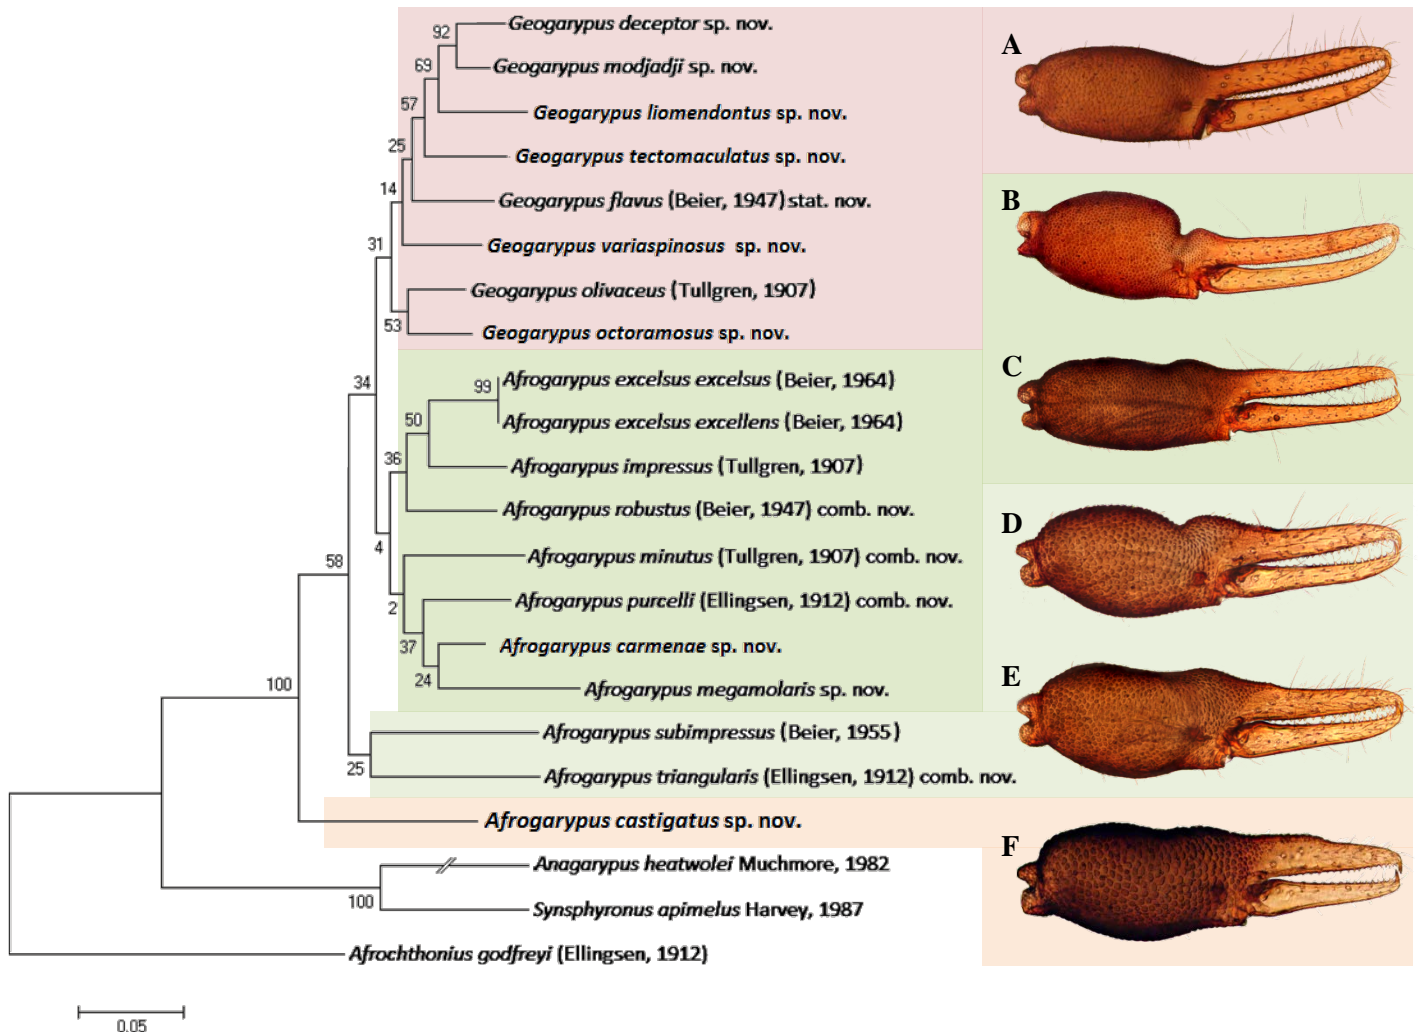 92
Geogarypus deceptor sp. nov.
69
Geogarypus modjadji sp. nov.
57
Geogarypus liomendontus sp. nov.
25
Geogarypus tectomaculatus sp. nov.
14
Geogarypus flavus (Beier, 1947) stat. nov.
31
Geogarypus variaspinosus sp. nov.
Geogarypus olivaceus (Tullgren, 1907)
53
Geogarypus octoramosus sp. nov.
34
99
Afrogarypus excelsus excelsus (Beier, 1964)
50
Afrogarypus excelsus excellens (Beier, 1964)
36
Afrogarypus impressus (Tullgren, 1907)
Afrogarypus robustus (Beier, 1947) comb. nov.
4
58
Afrogarypus minutus (Tullgren, 1907) comb. nov.
2
Afrogarypus purcelli (Ellingsen, 1912) comb. nov.
37
Afrogarypus carmenae sp. nov.
24
Afrogarypus megamolaris sp. nov.
100
Afrogarypus subimpressus (Beier, 1955)
25
Afrogarypus triangularis (Ellingsen, 1912) comb. nov.
Afrogarypus castigatus sp. nov.
Anagarypus heatwolei Muchmore, 1982
100
Synsphyronus apimelus Harvey, 1987
Afrochthonius godfreyi (Ellingsen, 1912)
0.05
A
B
C
D
E
F